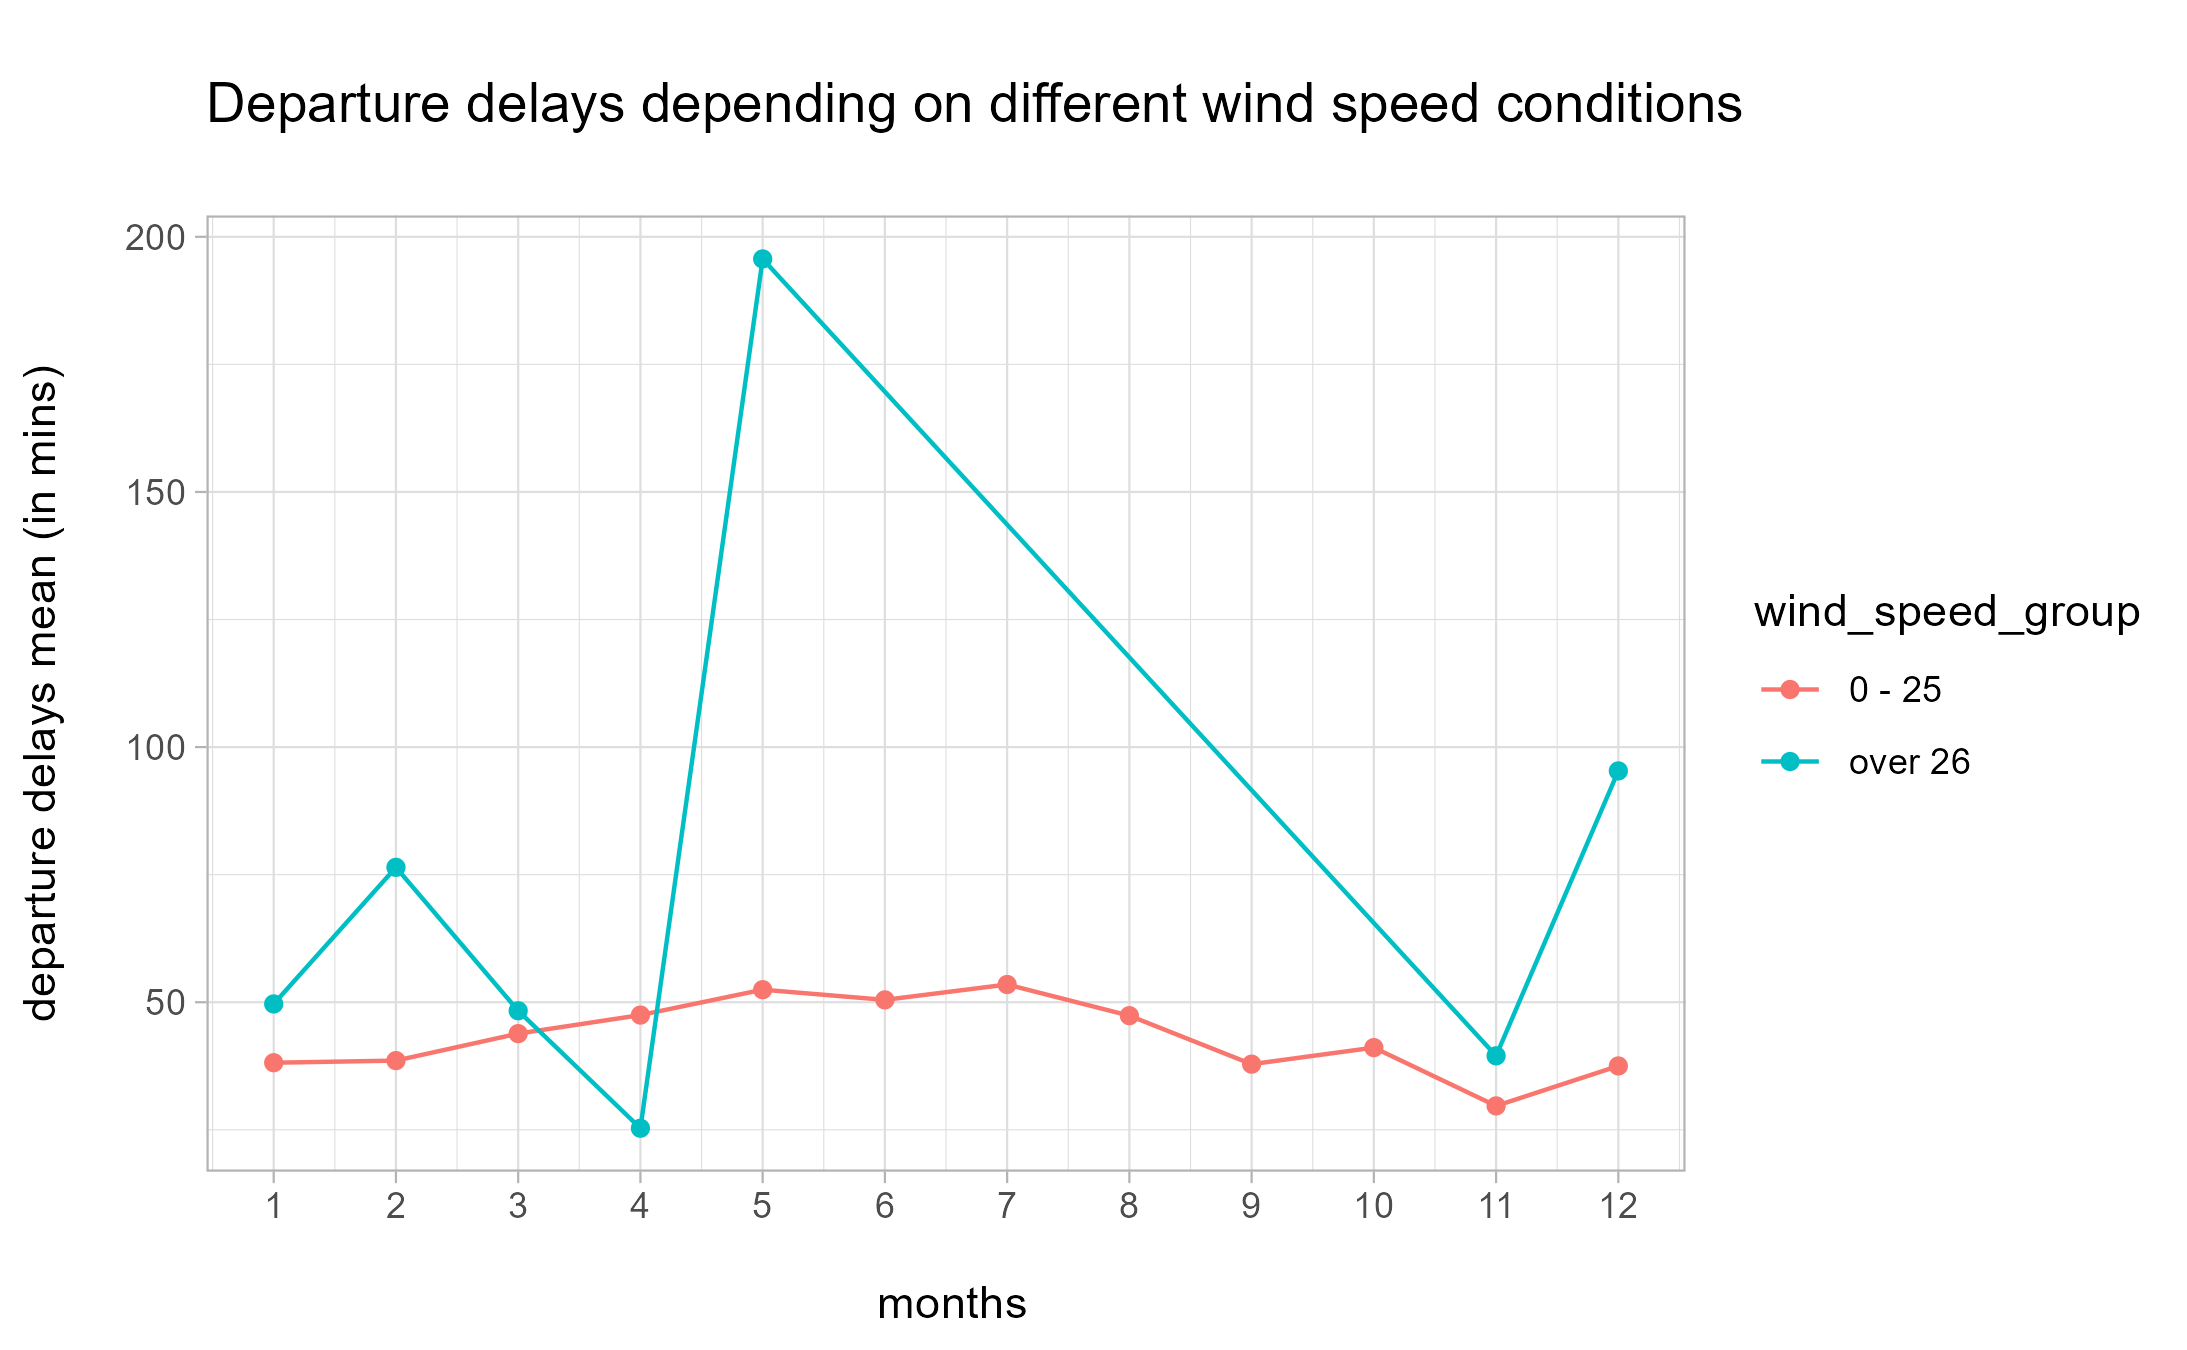 Departure delays depending on different wind speed conditions
departure delays mean (in mins)
200
150
100
50
1 2 3 4 5 6 7 8 9 10 11 12
months
wind_speed_group
0 - 25
over 26